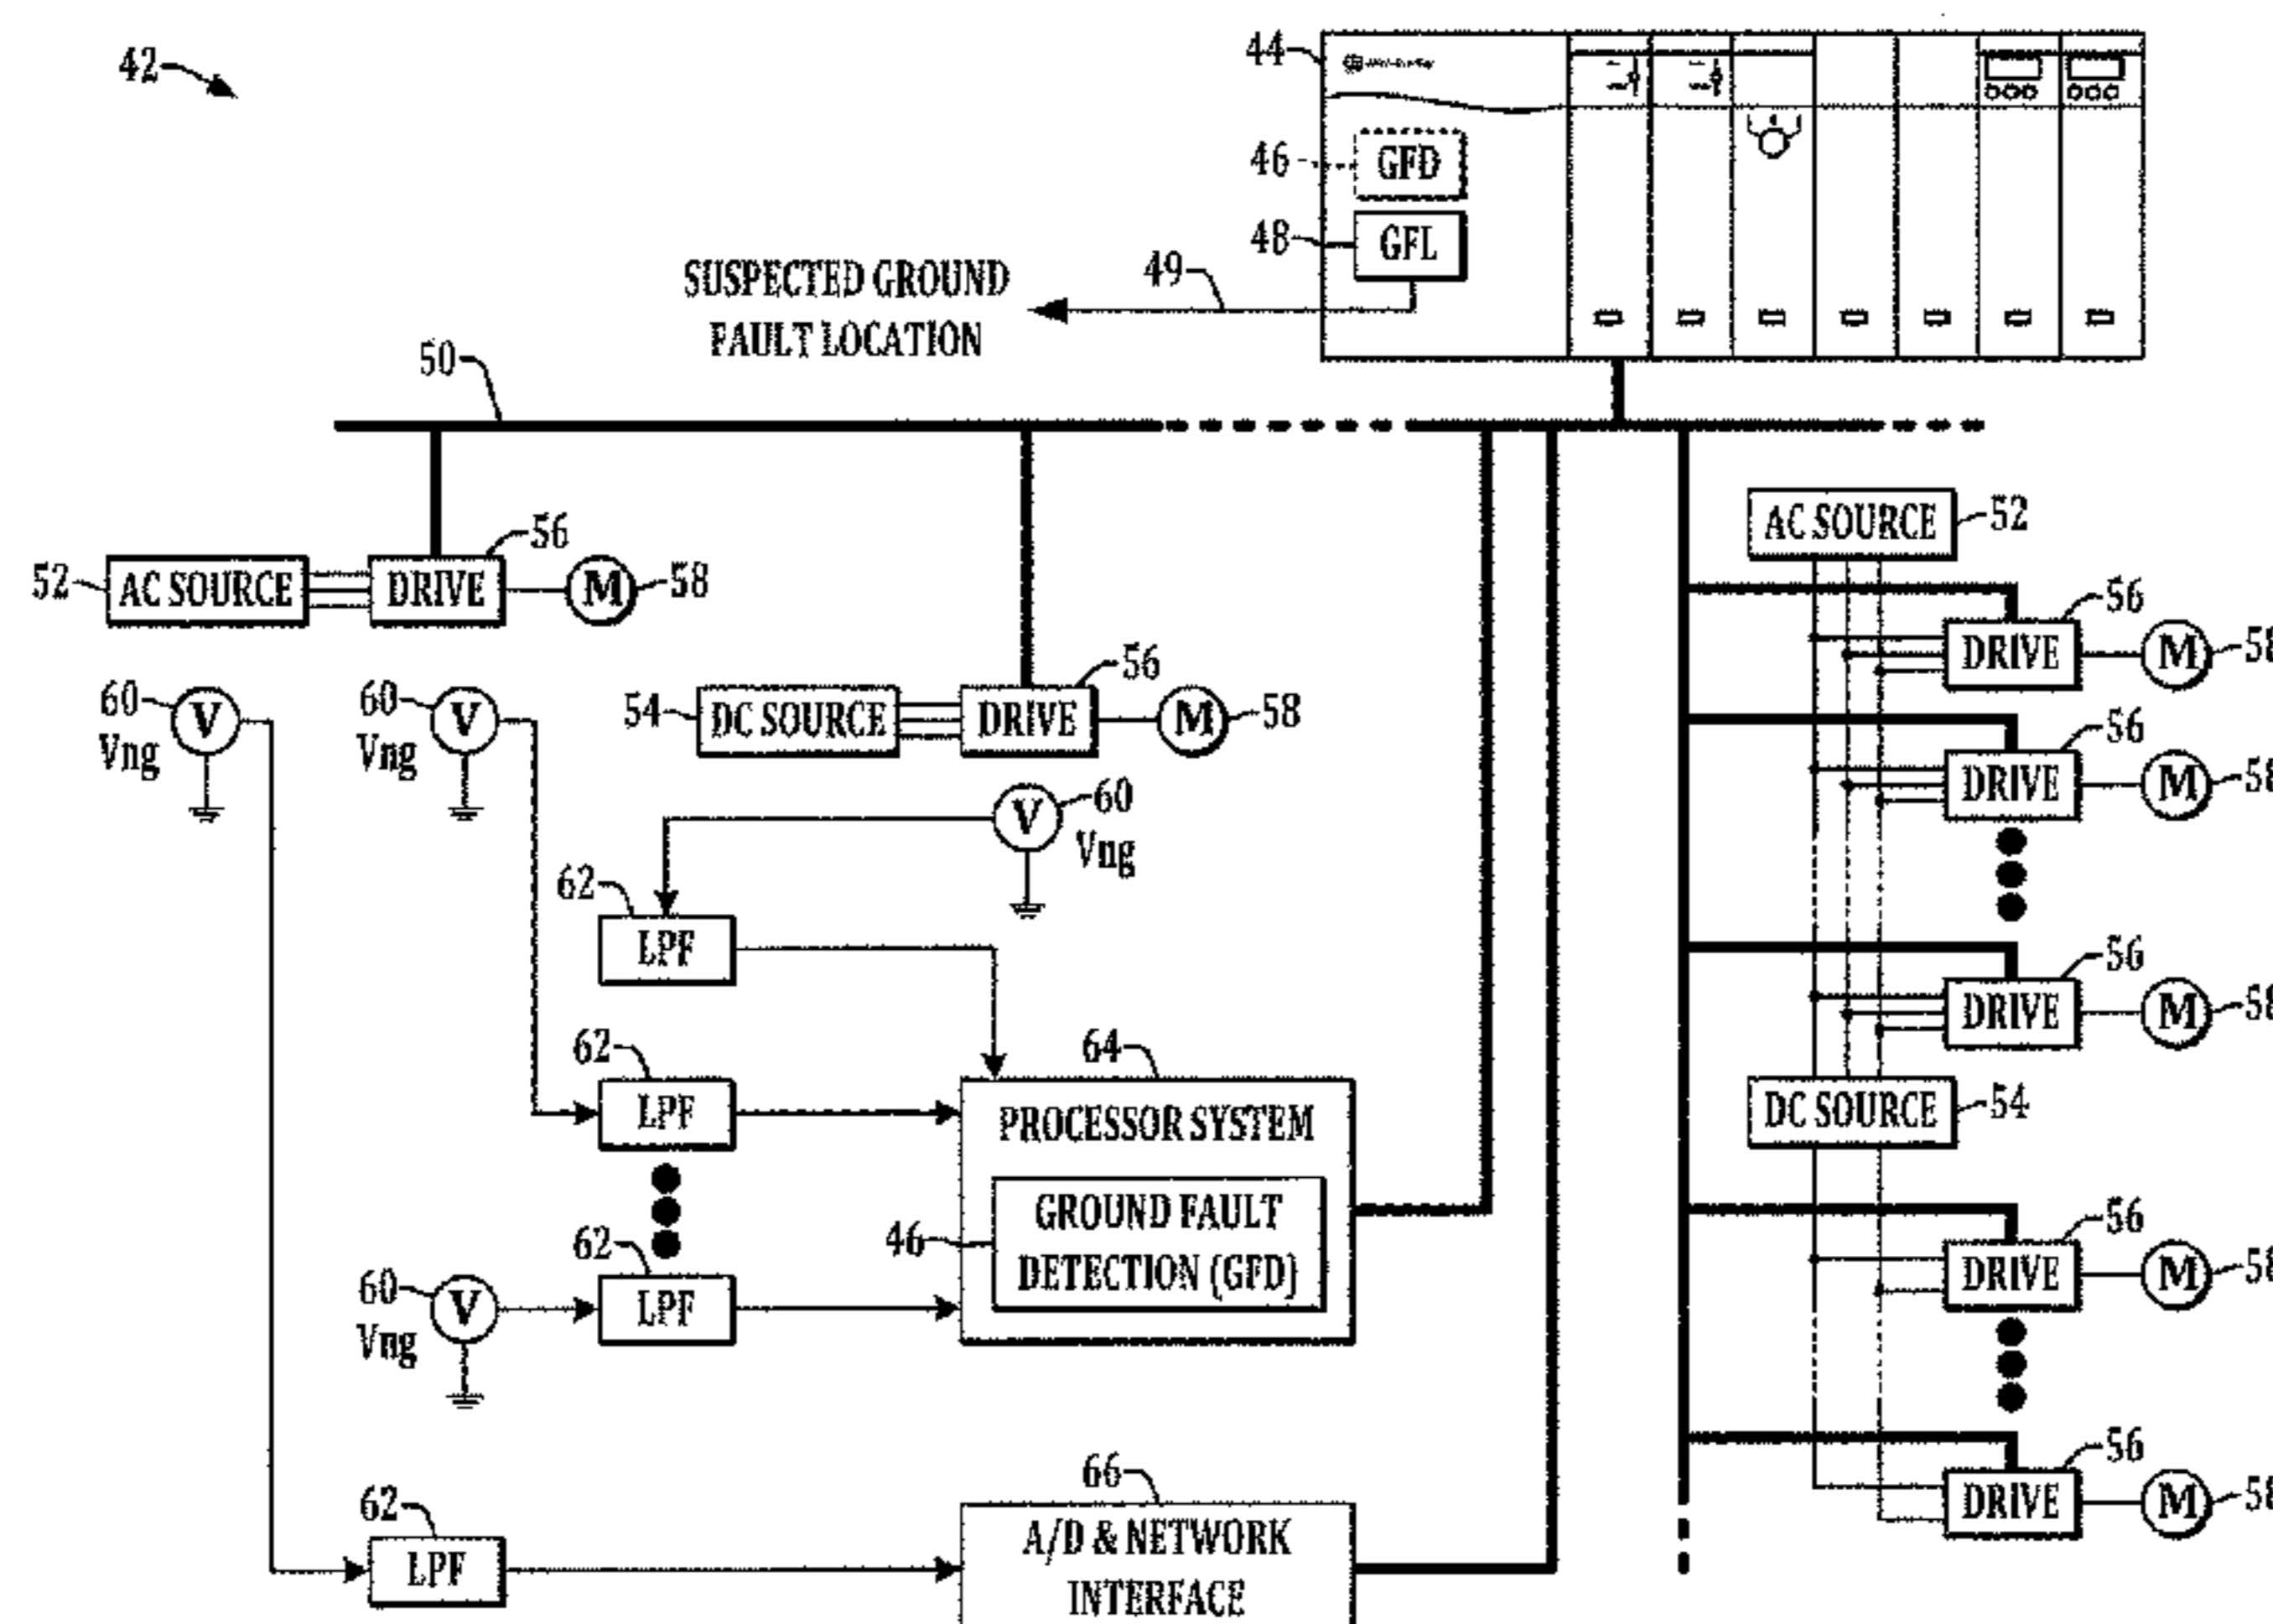 42
44
46
GFD
48
GFL
49
SUSPECTED GROUND
FAULT LOCATION
50
52
AC SOURCE
56
DRIVE
M
58
54
DC SOURCE
56
DRIVE
M
58
60
V
Vng
60
V
Vng
60
V
Vng
62
LPF
62
LPF
62
LPF
60
V
Vng
64
PROCESSOR SYSTEM
46
GROUND FAULT
DETECTION (GFD)
62
LPF
66
A/D & NETWORK
INTERFACE
AC SOURCE
52
56
DRIVE
M
58
56
DRIVE
M
58
56
DRIVE
M
58
DC SOURCE
54
56
DRIVE
M
58
56
DRIVE
M
58